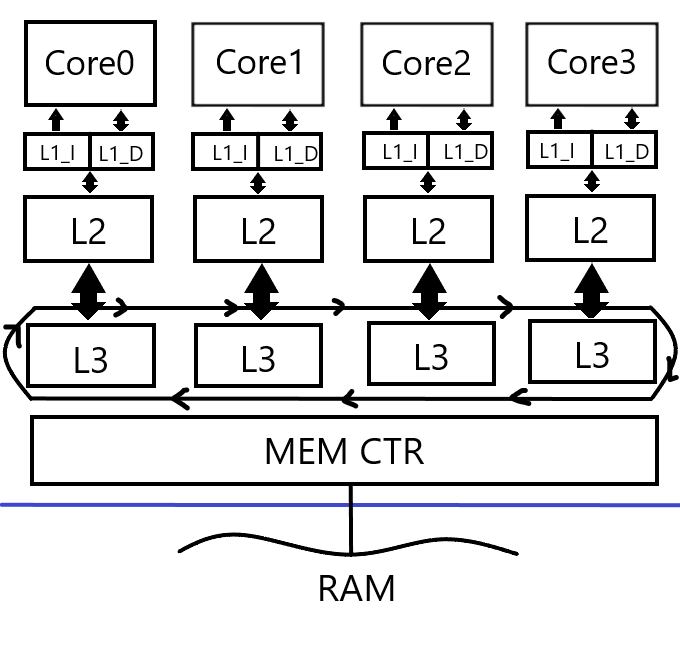 Core0 Core1 Core2 Core3
L1_I L1_D L1_I L1_D L1_I L1_D L1_I L1_D
L2 L2 L2 L2
L3 L3 L3 L3
MEM CTR
RAM